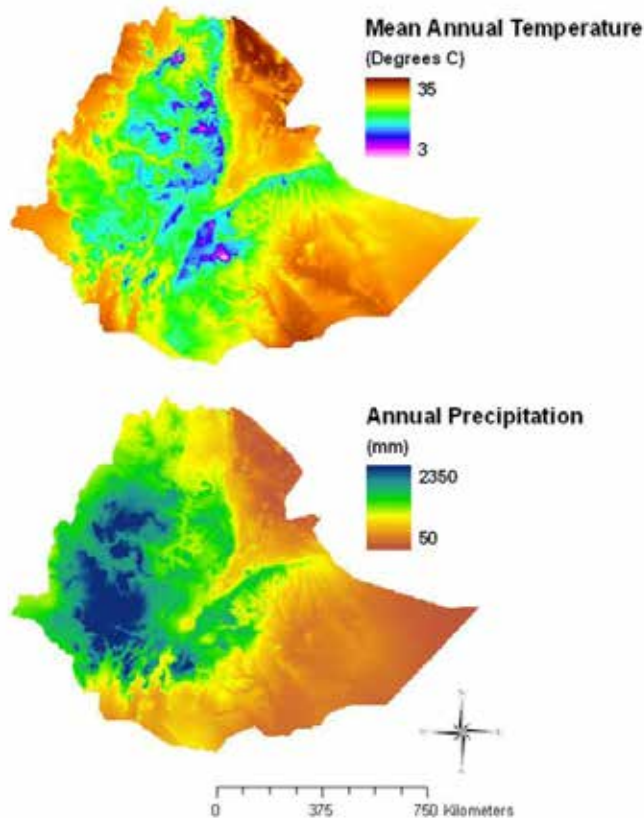 Mean Annual Temperature
(Degrees C)
35
3
Annual Precipitation
(mm)
2350
50
0 375 750 Kilometers